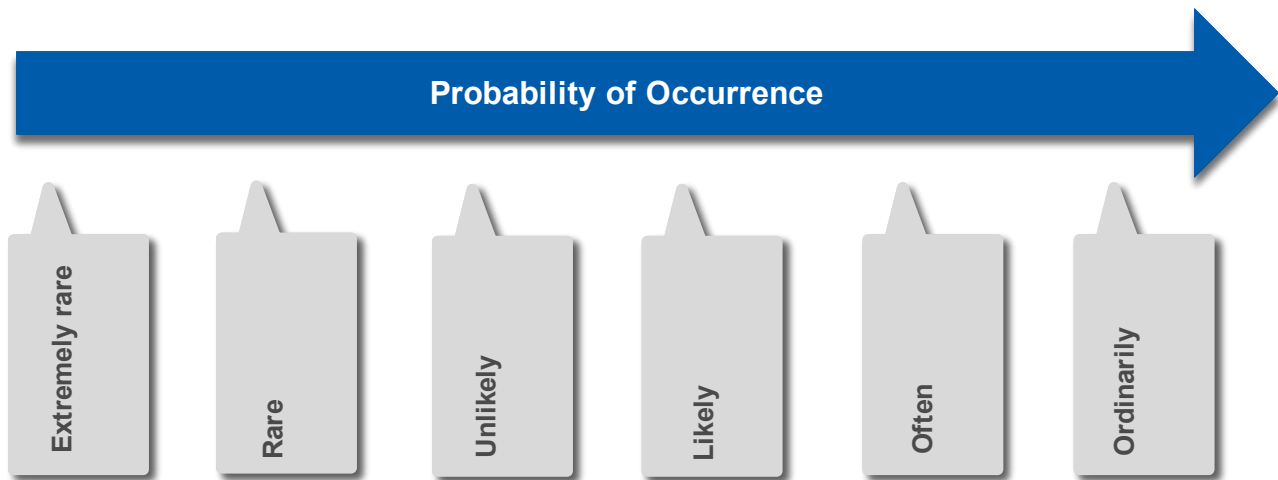 Probability of Occurrence
Extremely rare
Rare
Unlikely
Likely
Often
Ordinarily